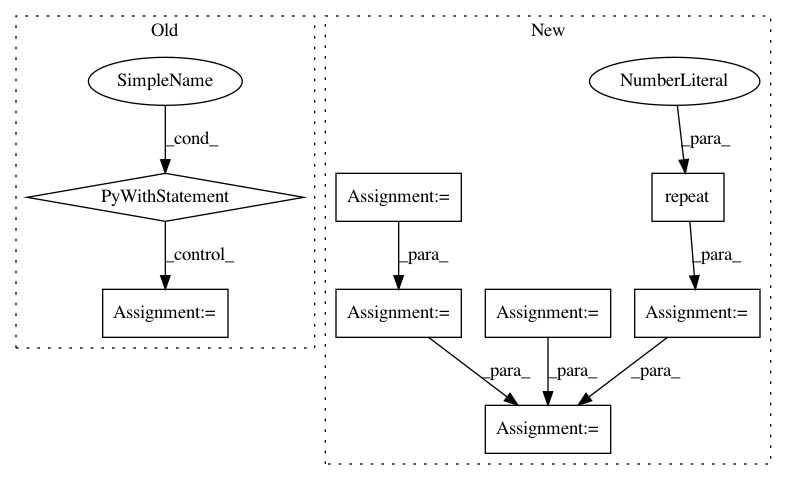 Old
New
SimpleName
NumberLiteral
_cond_
_para_
PyWithStatement
Assignment:=
repeat
_control_
_para_
_para_
Assignment:=
Assignment:=
Assignment:=
Assignment:=
_para_
_para_
_para_
Assignment:=